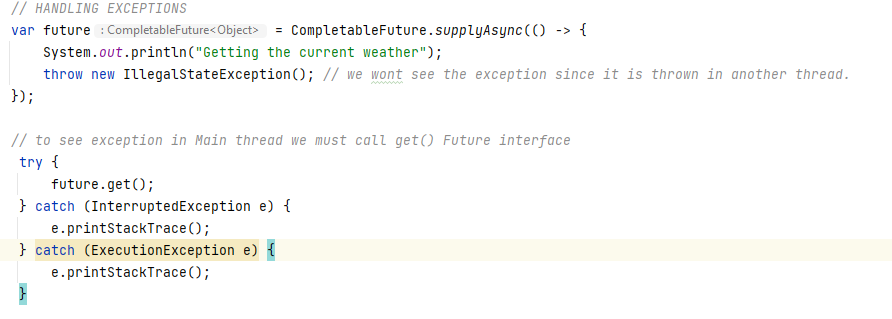 // HANDLING EXCEPTIONS
var future : CompletableFuture<Object> = CompletableFuture.supplyAsync(() -> {
    System.out.println("Getting the current weather");
    throw new IllegalStateException(); // we wont see the exception since it is thrown in another thread.
});
// to see exception in Main thread we must call get() Future interface
try {
    future.get();
} catch (InterruptedException e) {
    e.printStackTrace();
} catch (ExecutionException e) {
    e.printStackTrace();
}